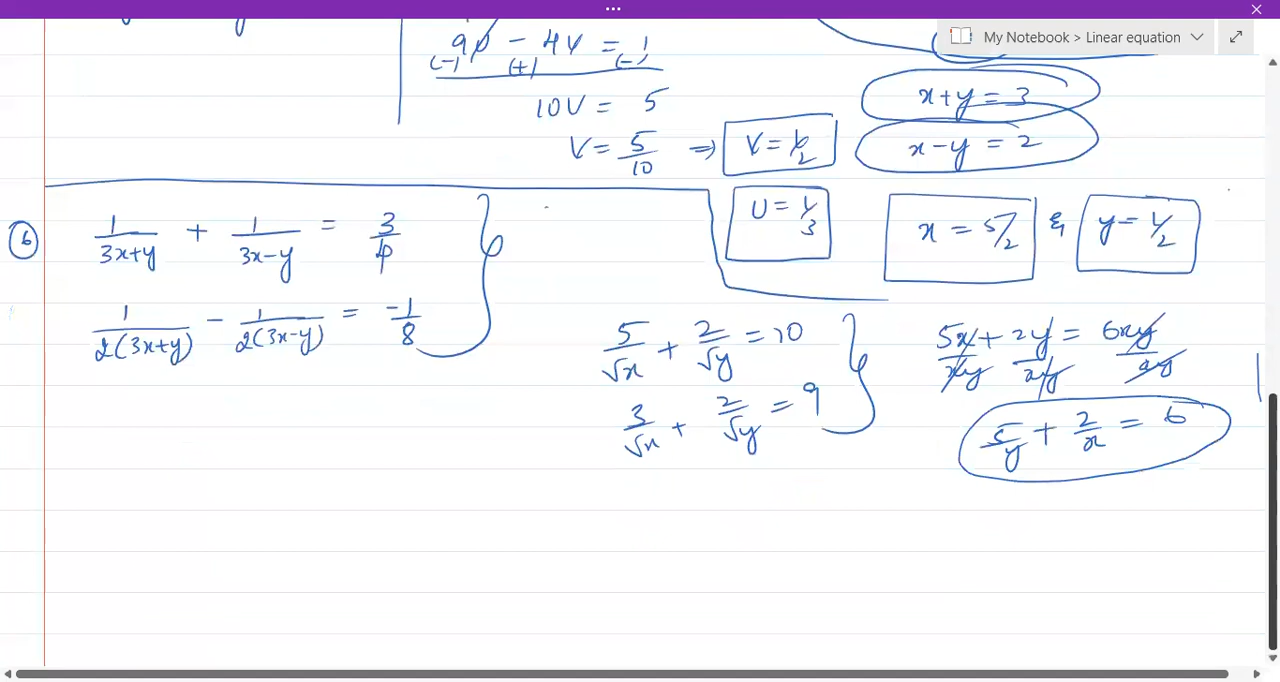 My Notebook > Linear equation
9υ - 4v = 1
(-) (+) (-)
10V = 5
V = 5/10 ⇒ V = 1/2
x+y = 3
x-y = 2
U = 1/3
x = 5/2 & y = 1/2
⑥ 1/(3x+y) + 1/(3x-y) = 3/4
1/(2(3x+y)) - 1/(2(3x-y)) = -1/8
5/√x + 2/√y = 10
3/√x + 2/√y = 9
5x/xy + 2y/xy = 6xy/xy
5/y + 2/x = 6